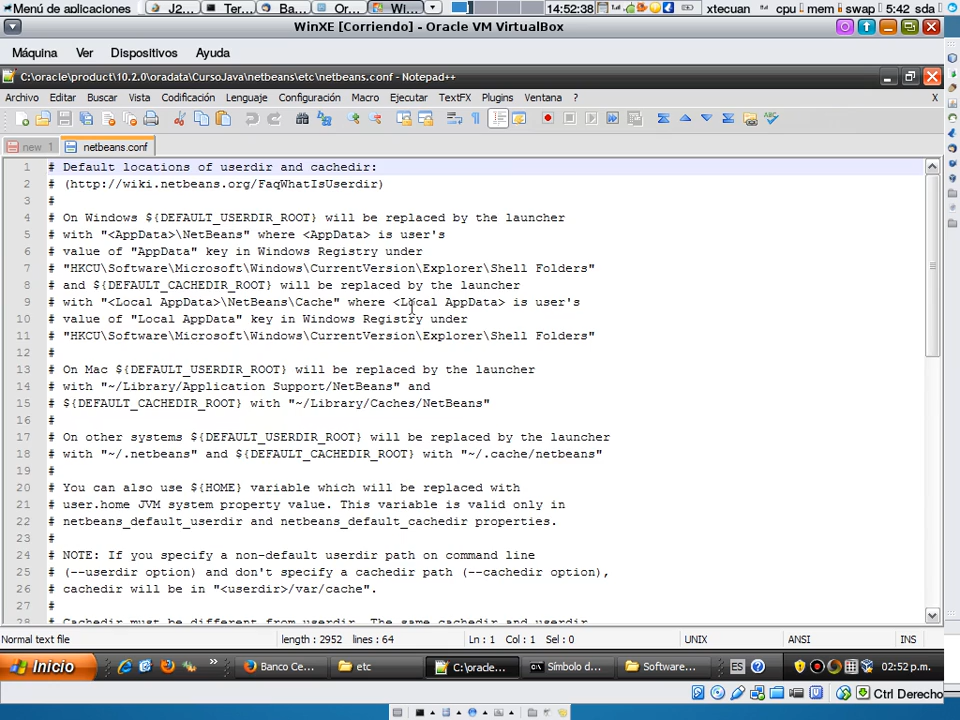 Menú de aplicaciones J2... Ter... Ba... Or... Wi... 14:52:38 xtecuan cpu mem swap 5:42 sda
WinXE [Corriendo] - Oracle VM VirtualBox
Máquina Ver Dispositivos Ayuda
C:\oracle\product\10.2.0\oradata\CursoJava\netbeans\etc\netbeans.conf - Notepad++
Archivo Editar Buscar Vista Codificación Lenguaje Configuración Macro Ejecutar TextFX Plugins Ventana ? X
new 1 netbeans.conf
1 # Default locations of userdir and cachedir:
2 # (http://wiki.netbeans.org/FaqWhatIsUserdir)
3 #
4 # On Windows ${DEFAULT_USERDIR_ROOT} will be replaced by the launcher
5 # with "<AppData>\NetBeans" where <AppData> is user's
6 # value of "AppData" key in Windows Registry under
7 # "HKCU\Software\Microsoft\Windows\CurrentVersion\Explorer\Shell Folders"
8 # and ${DEFAULT_CACHEDIR_ROOT} will be replaced by the launcher
9 # with "<Local AppData>\NetBeans\Cache" where <Local AppData> is user's
10 # value of "Local AppData" key in Windows Registry under
11 # "HKCU\Software\Microsoft\Windows\CurrentVersion\Explorer\Shell Folders"
12 #
13 # On Mac ${DEFAULT_USERDIR_ROOT} will be replaced by the launcher
14 # with "~/Library/Application Support/NetBeans" and
15 # ${DEFAULT_CACHEDIR_ROOT} with "~/Library/Caches/NetBeans"
16 #
17 # On other systems ${DEFAULT_USERDIR_ROOT} will be replaced by the launcher
18 # with "~/.netbeans" and ${DEFAULT_CACHEDIR_ROOT} with "~/.cache/netbeans"
19 #
20 # You can also use ${HOME} variable which will be replaced with
21 # user.home JVM system property value. This variable is valid only in
22 # netbeans_default_userdir and netbeans_default_cachedir properties.
23 #
24 # NOTE: If you specify a non-default userdir path on command line
25 # (--userdir option) and don't specify a cachedir path (--cachedir option),
26 # cachedir will be in "<userdir>/var/cache".
27 #
28 # Cachedir must be different from userdir. The same cachedir and userdir
Normal text file length : 2952 lines : 64 Ln : 1 Col : 1 Sel : 0 UNIX ANSI INS
Inicio » Banco Ce... etc C:\oracle... Símbolo d... Software... ES ? 02:52 p.m.
Ctrl Derecho